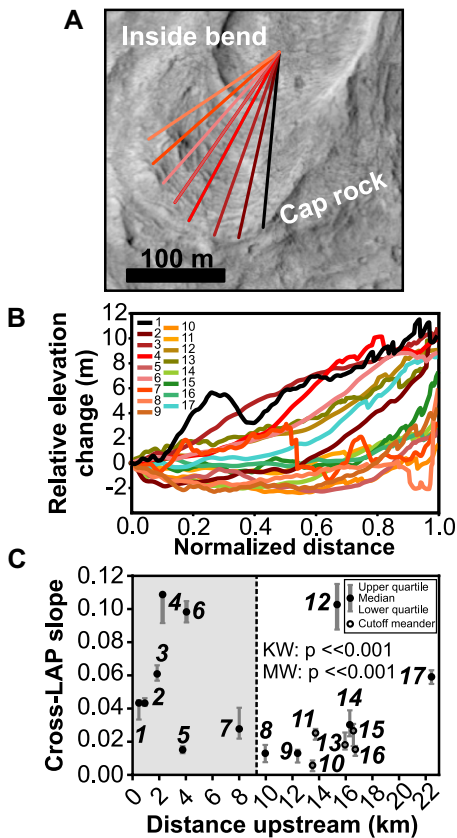 A
Inside bend
Cap rock
100 m
B
Relative elevation
change (m)
12
10
8
6
4
2
0
-2
1
2
3
4
5
6
7
8
9
10
11
12
13
14
15
16
17
0.0 0.2 0.4 0.6 0.8 1.0
Normalized distance
C
Cross-LAP slope
0.12
0.10
0.08
0.06
0.04
0.02
0.00
Upper quartile
Median
Lower quartile
Cutoff meander
KW: p <<0.001
MW: p <<0.001
1
2
3
4
5
6
7
8
9
10
11
12
13
14
15
16
17
0 2 4 6 8 10 12 14 16 18 20 22
Distance upstream (km)